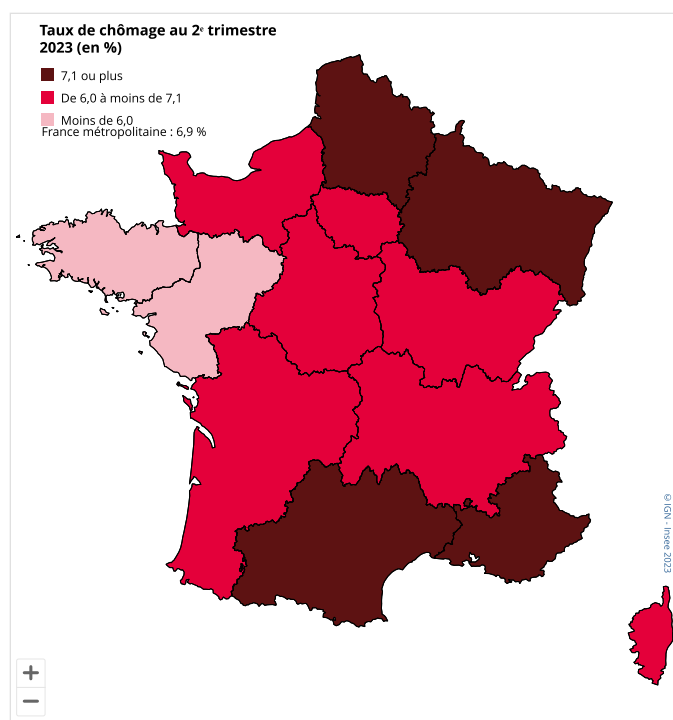 Taux de chômage au 2ᵉ trimestre
2023 (en %)
7,1 ou plus
De 6,0 à moins de 7,1
Moins de 6,0
France métropolitaine : 6,9 %
© IGN - Insee 2023
+
−